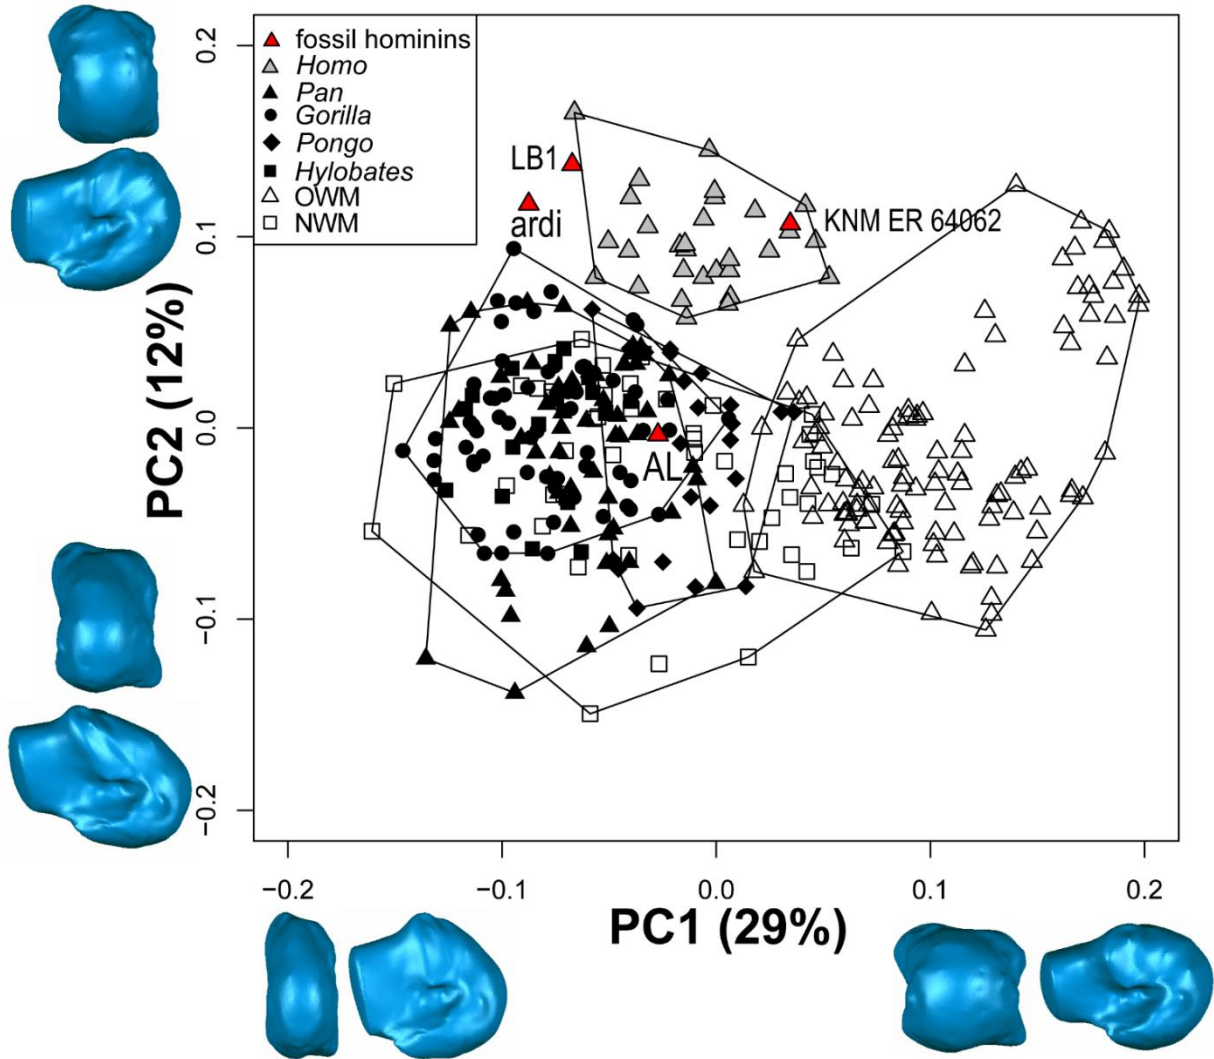 fossil hominins
Homo
Pan
Gorilla
Pongo
Hylobates
OWM
NWM
LB1
ardi
KNM ER 64062
AL
PC2 (12%)
0.2
0.1
0.0
−0.1
−0.2
−0.2
−0.1
0.0
0.1
0.2
PC1 (29%)